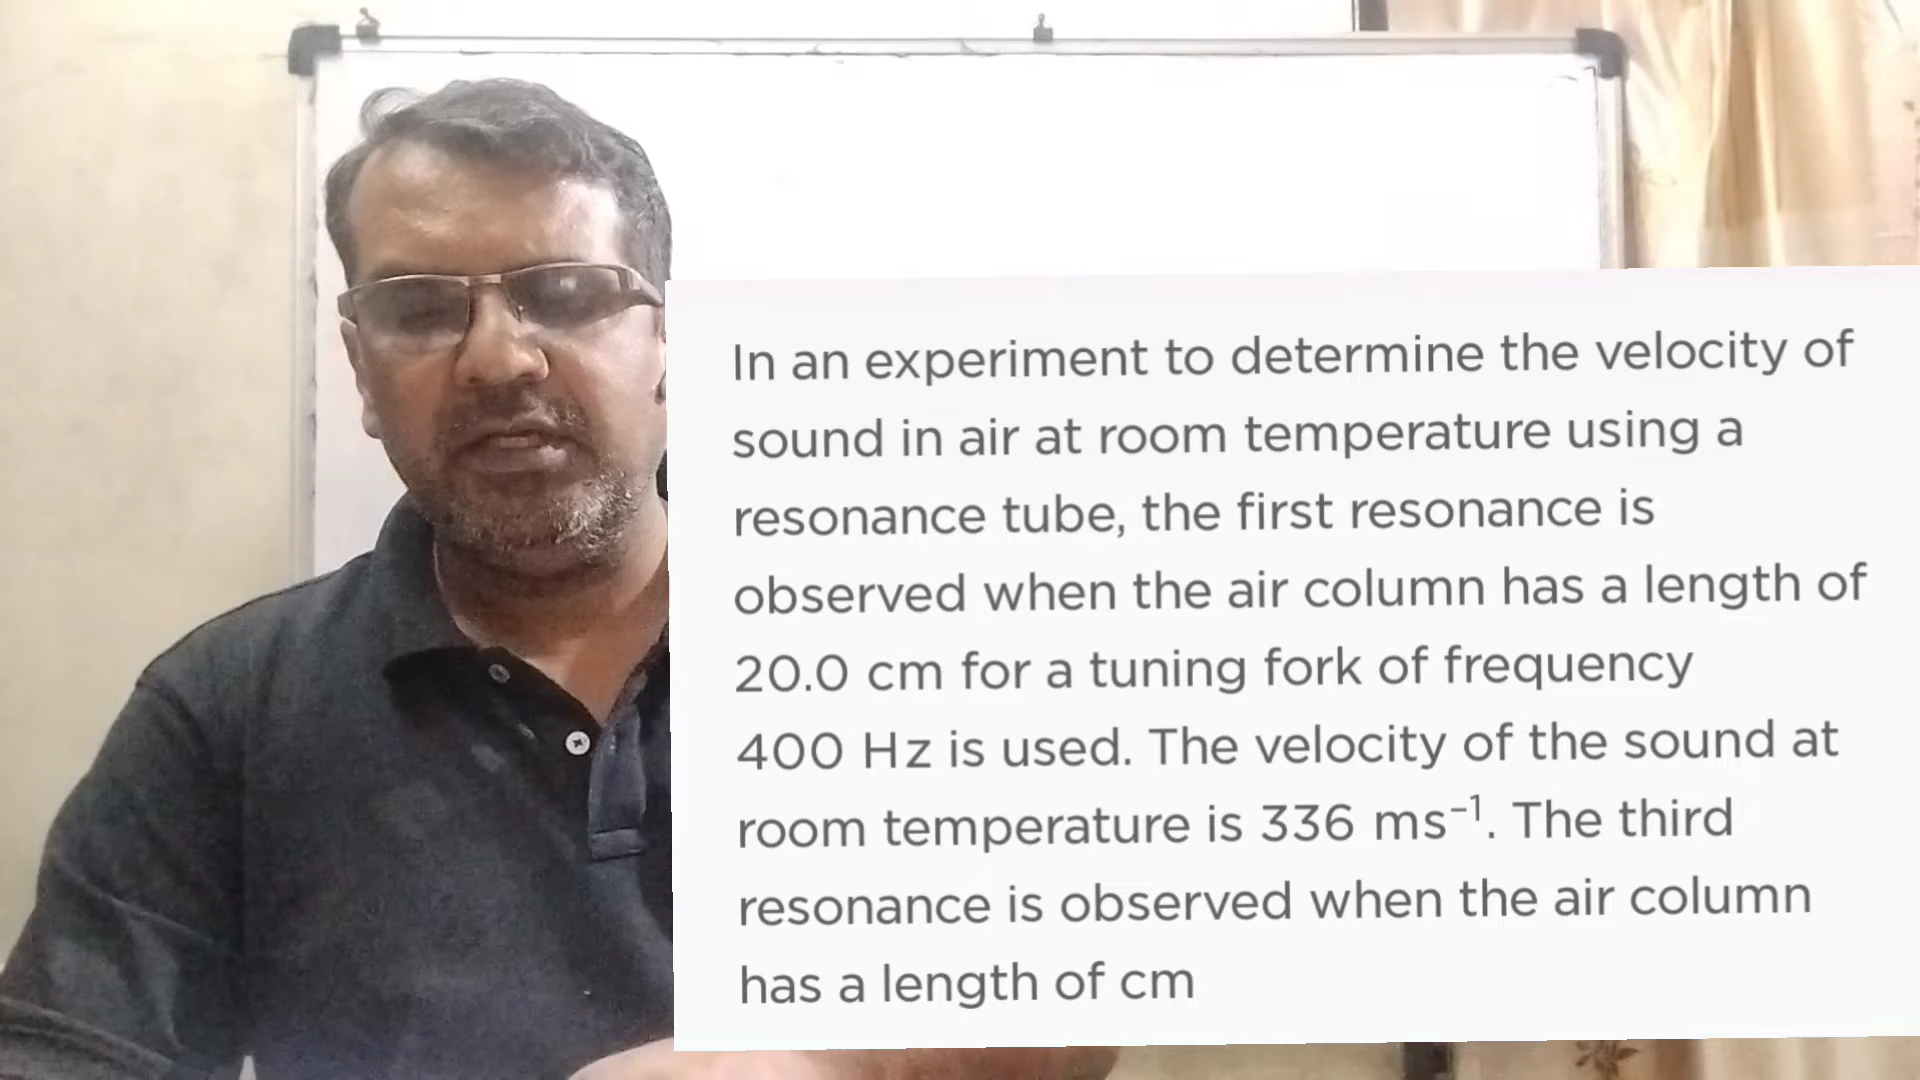 In an experiment to determine the velocity of
sound in air at room temperature using a
resonance tube, the first resonance is
observed when the air column has a length of
20.0 cm for a tuning fork of frequency
400 Hz is used. The velocity of the sound at
room temperature is 336 ms⁻¹. The third
resonance is observed when the air column
has a length of cm